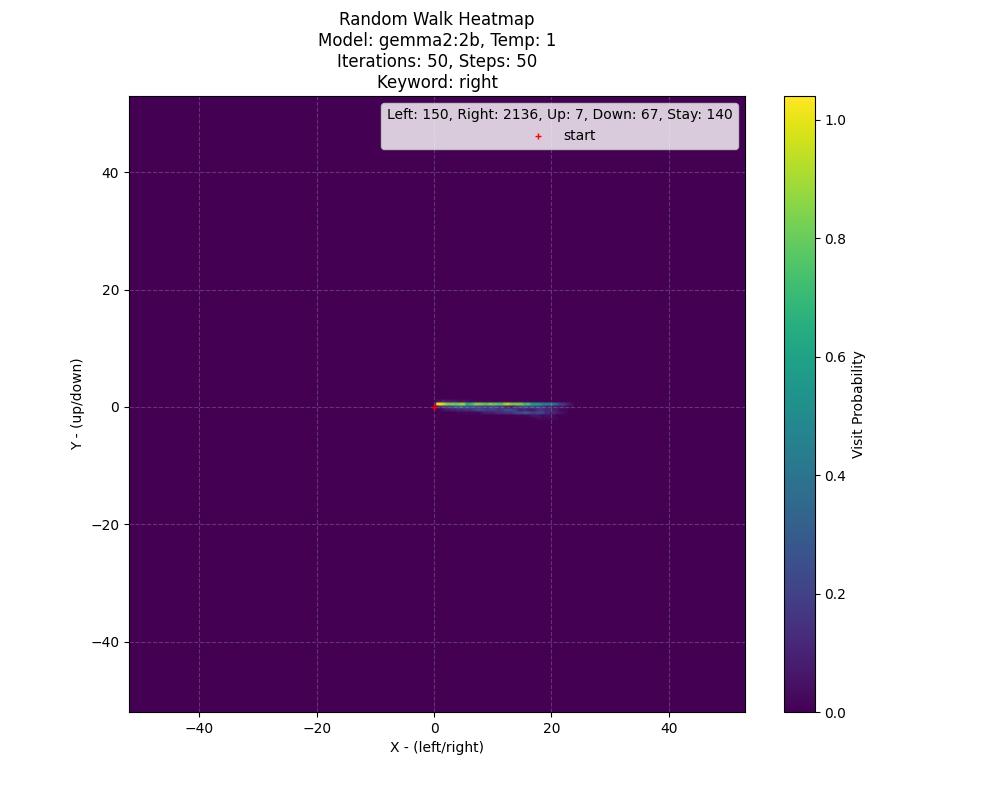 Random Walk Heatmap
Model: gemma2:2b, Temp: 1
Iterations: 50, Steps: 50
Keyword: right
Left: 150, Right: 2136, Up: 7, Down: 67, Stay: 140
start
40
20
0
−20
−40
Y - (up/down)
−40
−20
0
20
40
X - (left/right)
1.0
0.8
0.6
0.4
0.2
0.0
Visit Probability